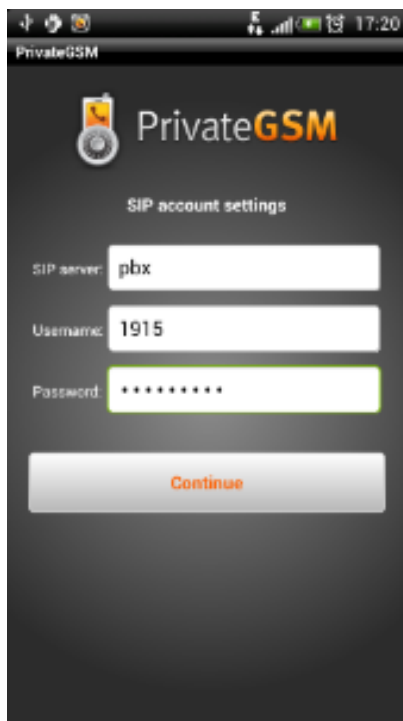 17:20
PrivateGSM
PrivateGSM
SIP account settings
SIP server: pbx
Username: 1915
Password: •••••••••
Continue